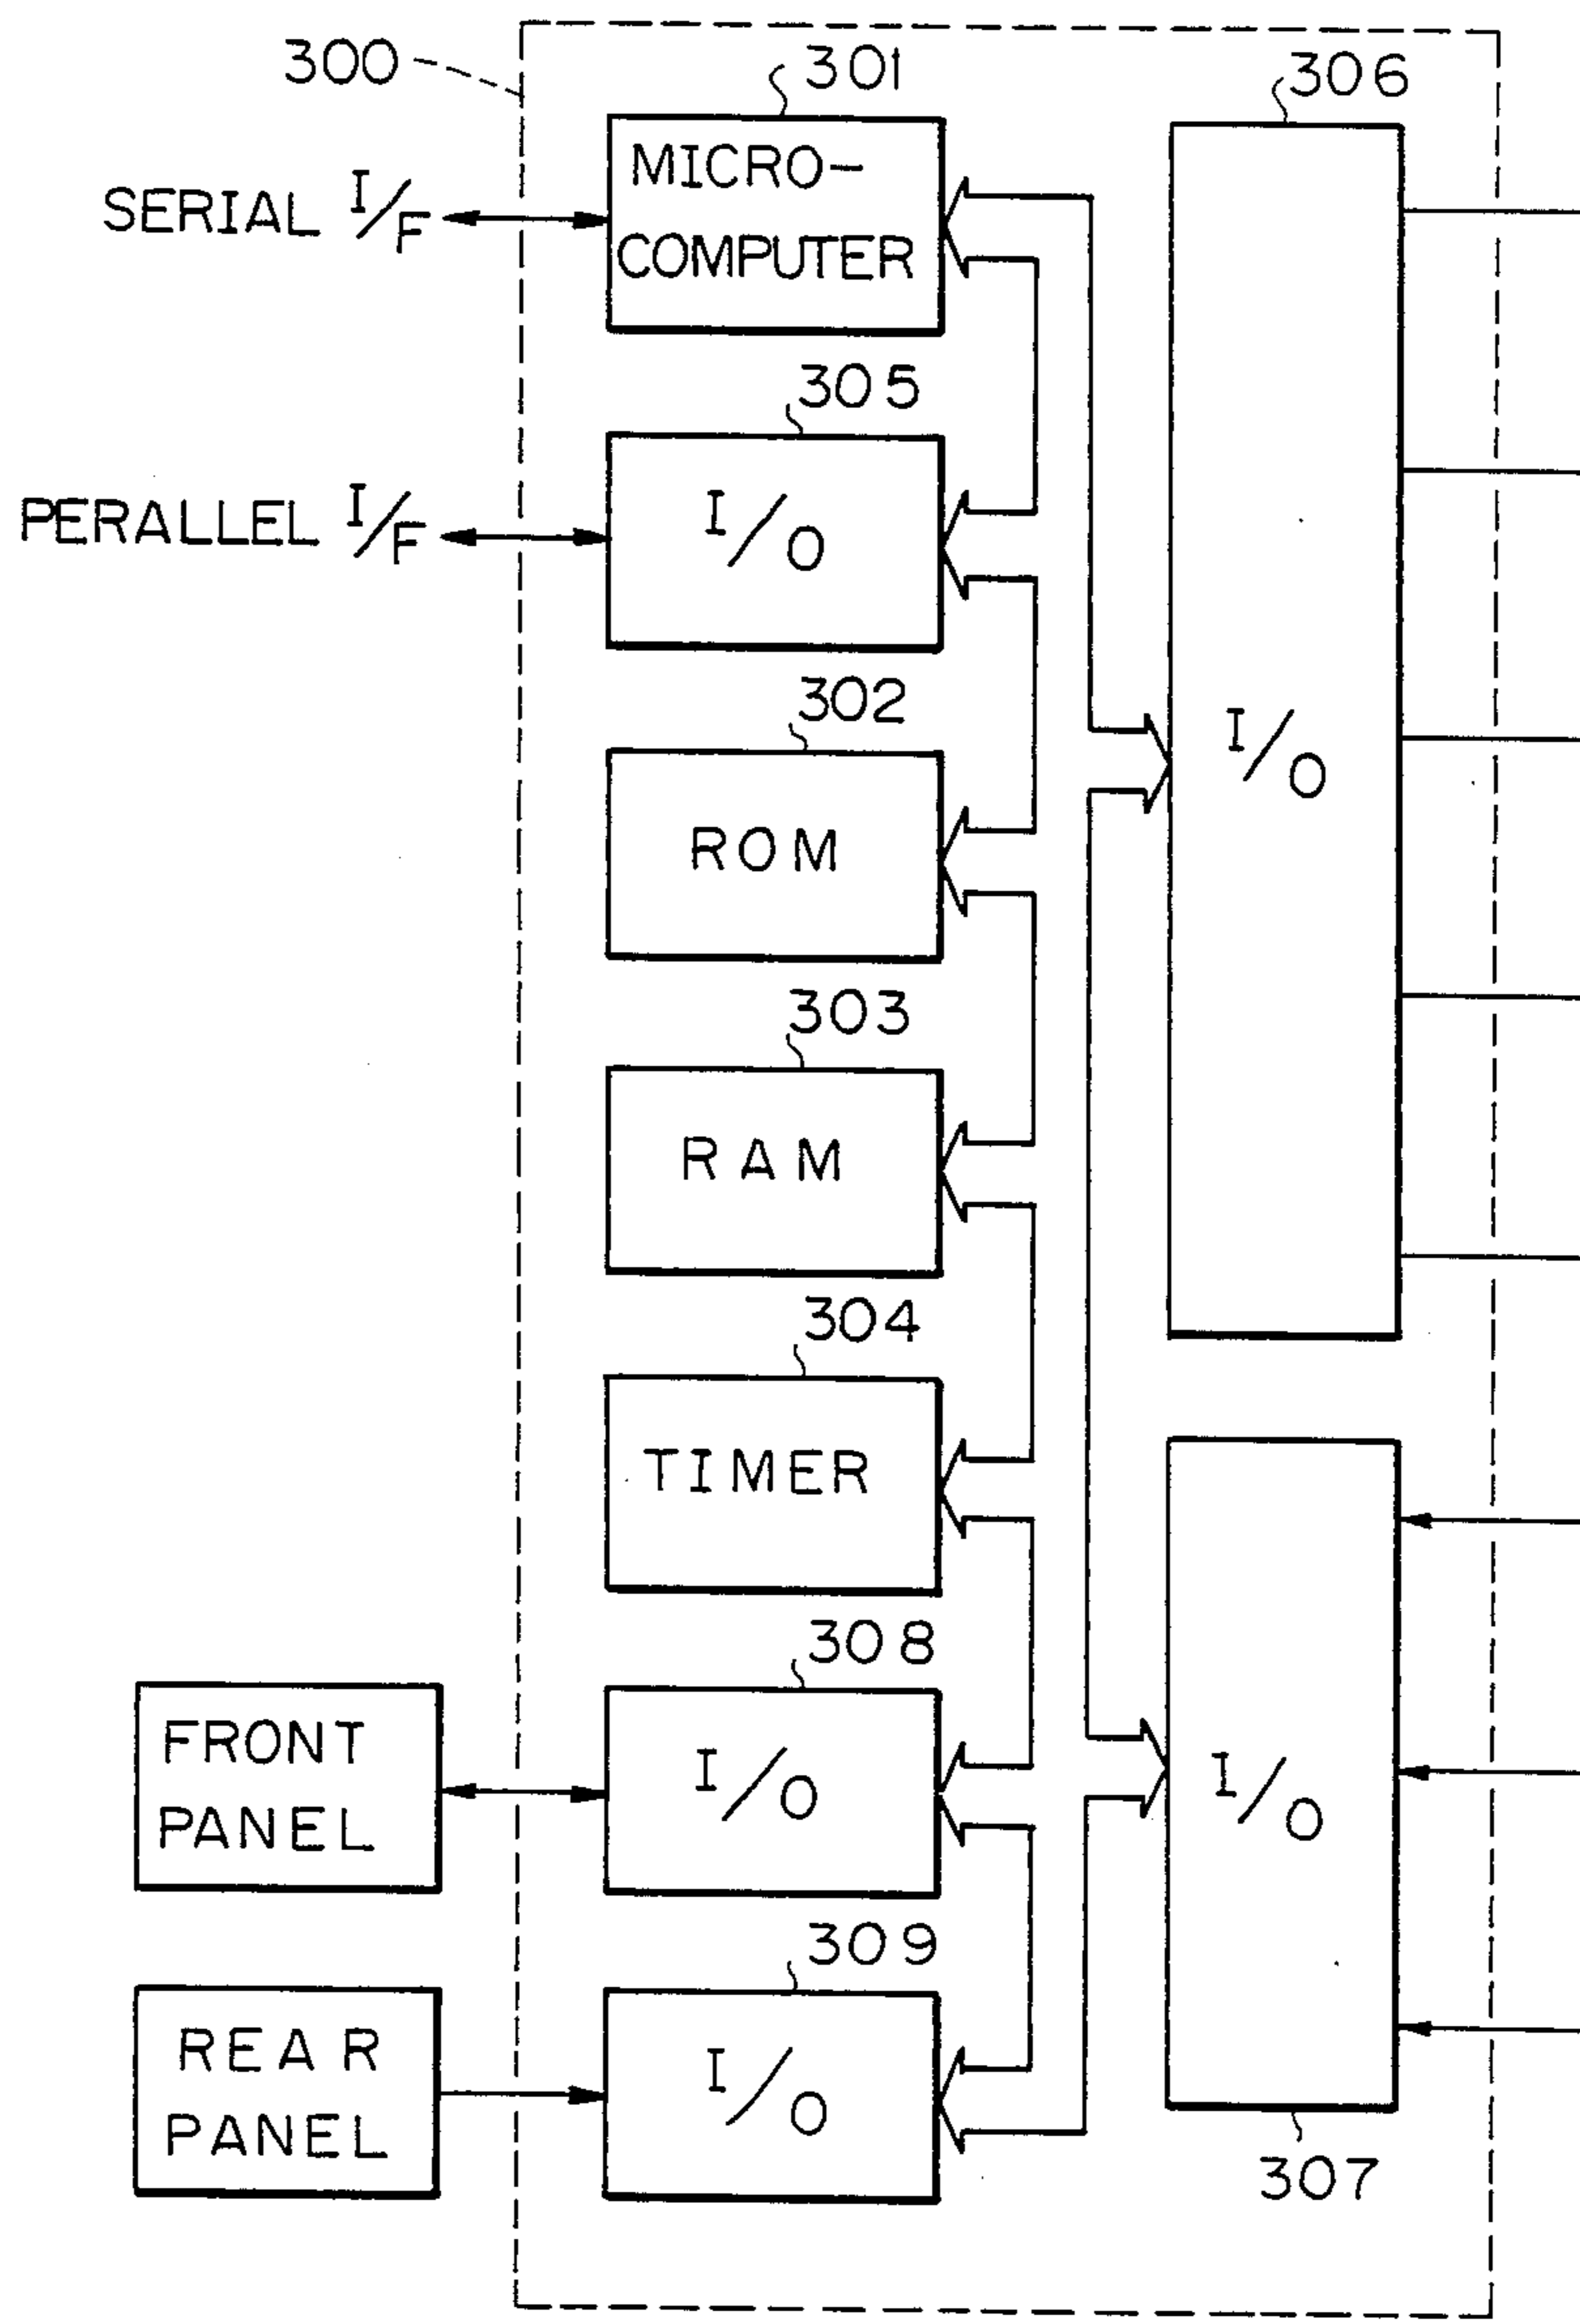 300
301
306
MICRO-
COMPUTER
SERIAL I/F
305
I/O
PERALLEL I/F
302
ROM
I/O
303
RAM
304
TIMER
308
FRONT
PANEL
I/O
I/O
309
REAR
PANEL
I/O
307